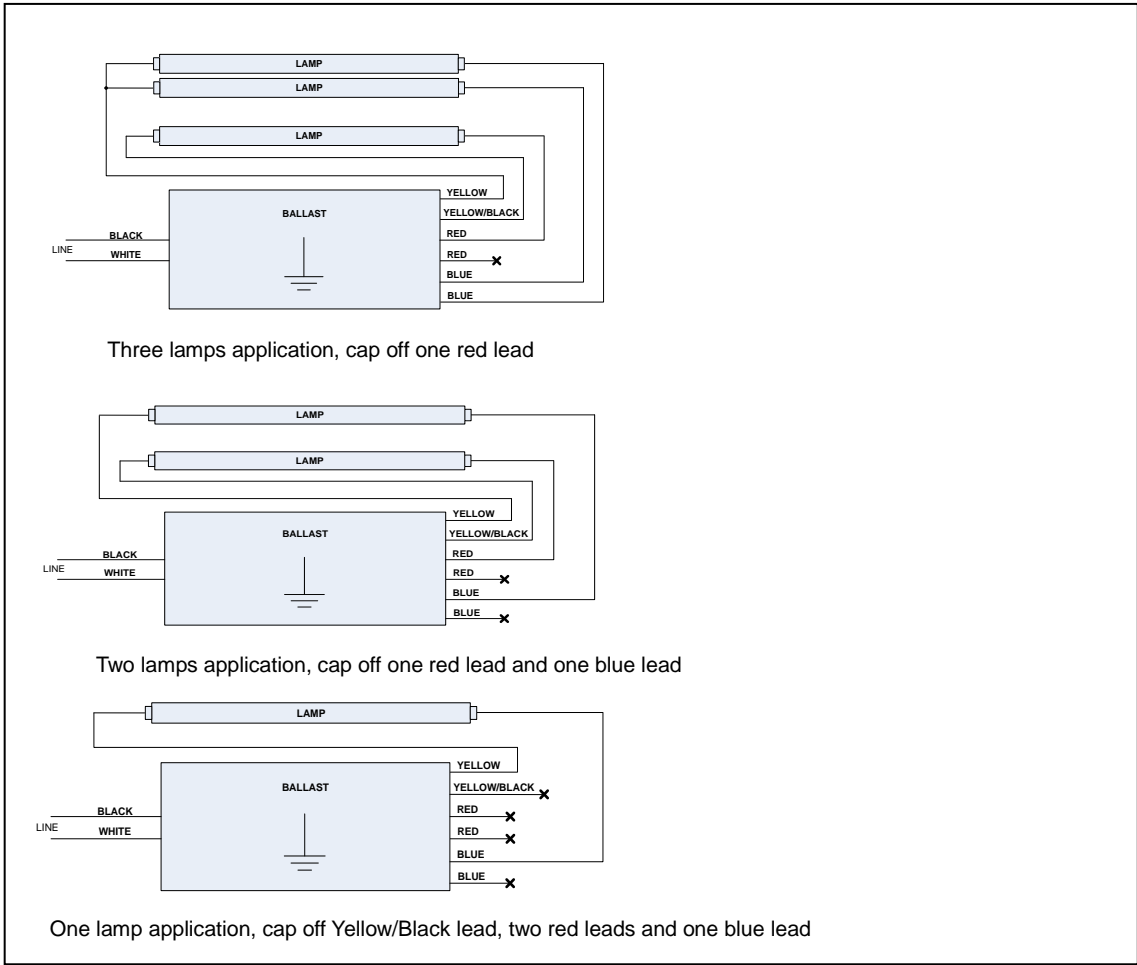 LAMP
LAMP
LAMP
YELLOW
BALLAST
YELLOW/BLACK
BLACK
RED
LINE
WHITE
RED
BLUE
BLUE
Three lamps application, cap off one red lead
LAMP
LAMP
YELLOW
BALLAST
YELLOW/BLACK
BLACK
RED
LINE
WHITE
RED
BLUE
BLUE
Two lamps application, cap off one red lead and one blue lead
LAMP
YELLOW
BALLAST
YELLOW/BLACK
BLACK
RED
LINE
WHITE
RED
BLUE
BLUE
One lamp application, cap off Yellow/Black lead, two red leads and one blue lead